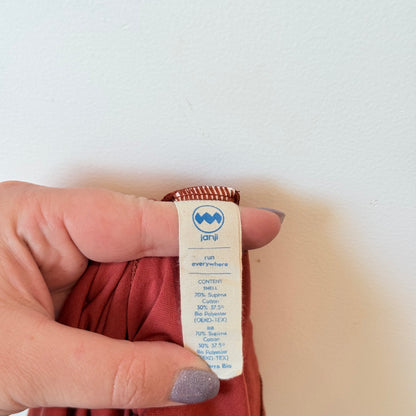 janji
run
everywhere
CONTENT
SHELL
70% Supima
Cotton
30% 37.5®
Bio Polyester
(OEKO-TEX)
RIB
70% Supima
Cotton
30% 37.5®
Bio Polyester
(OEKO-TEX)
Bio